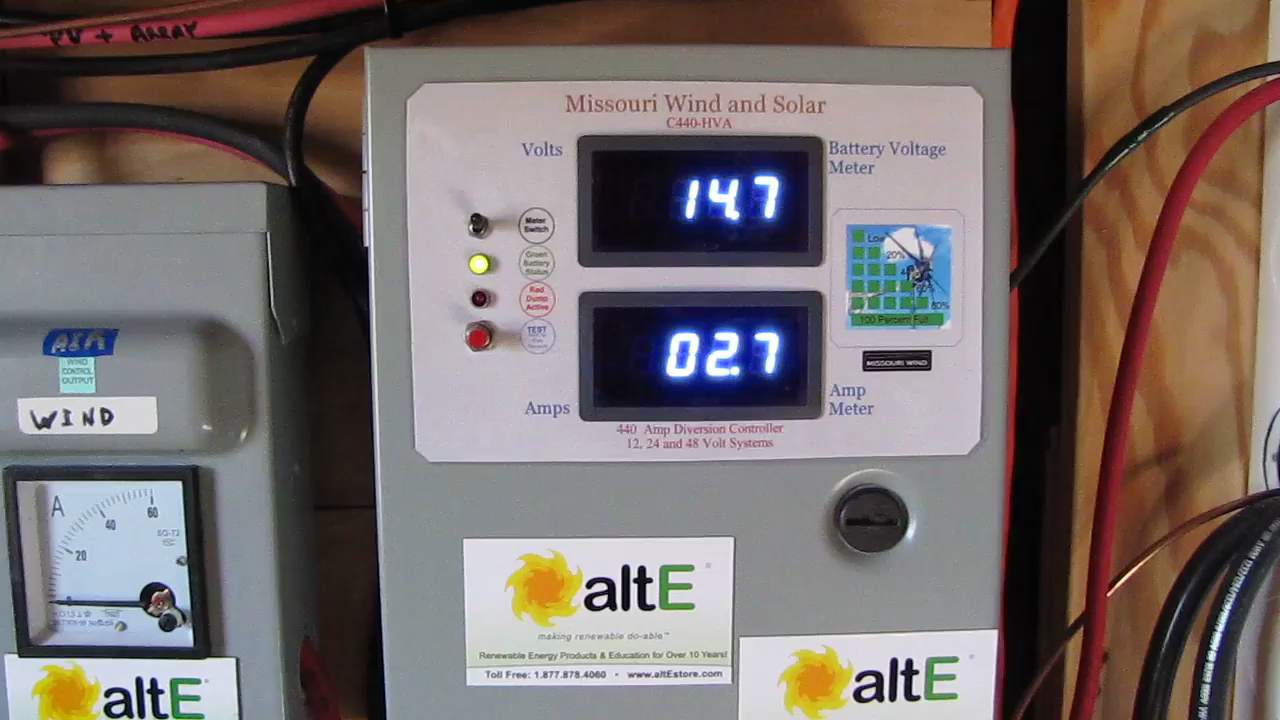 PV + ARRAY
Missouri Wind and Solar
C440-HVA
Volts
14.7
Battery Voltage
Meter
Meter
Switch
Green
Battery
Status
Red
Dump
Active
TEST
Low
20%
80%
100 Percent Full
MISSOURI WIND
02.7
Amps
Amp
Meter
440 Amp Diversion Controller
12, 24 and 48 Volt Systems
AIR
WIND
CONTROL
OUTPUT
WIND
A
20
40
60
SG-72
altE
making renewable do-able™
Renewable Energy Products & Education for Over 10 Years!
Toll Free: 1.877.878.4060 • www.altEstore.com
altE
altE